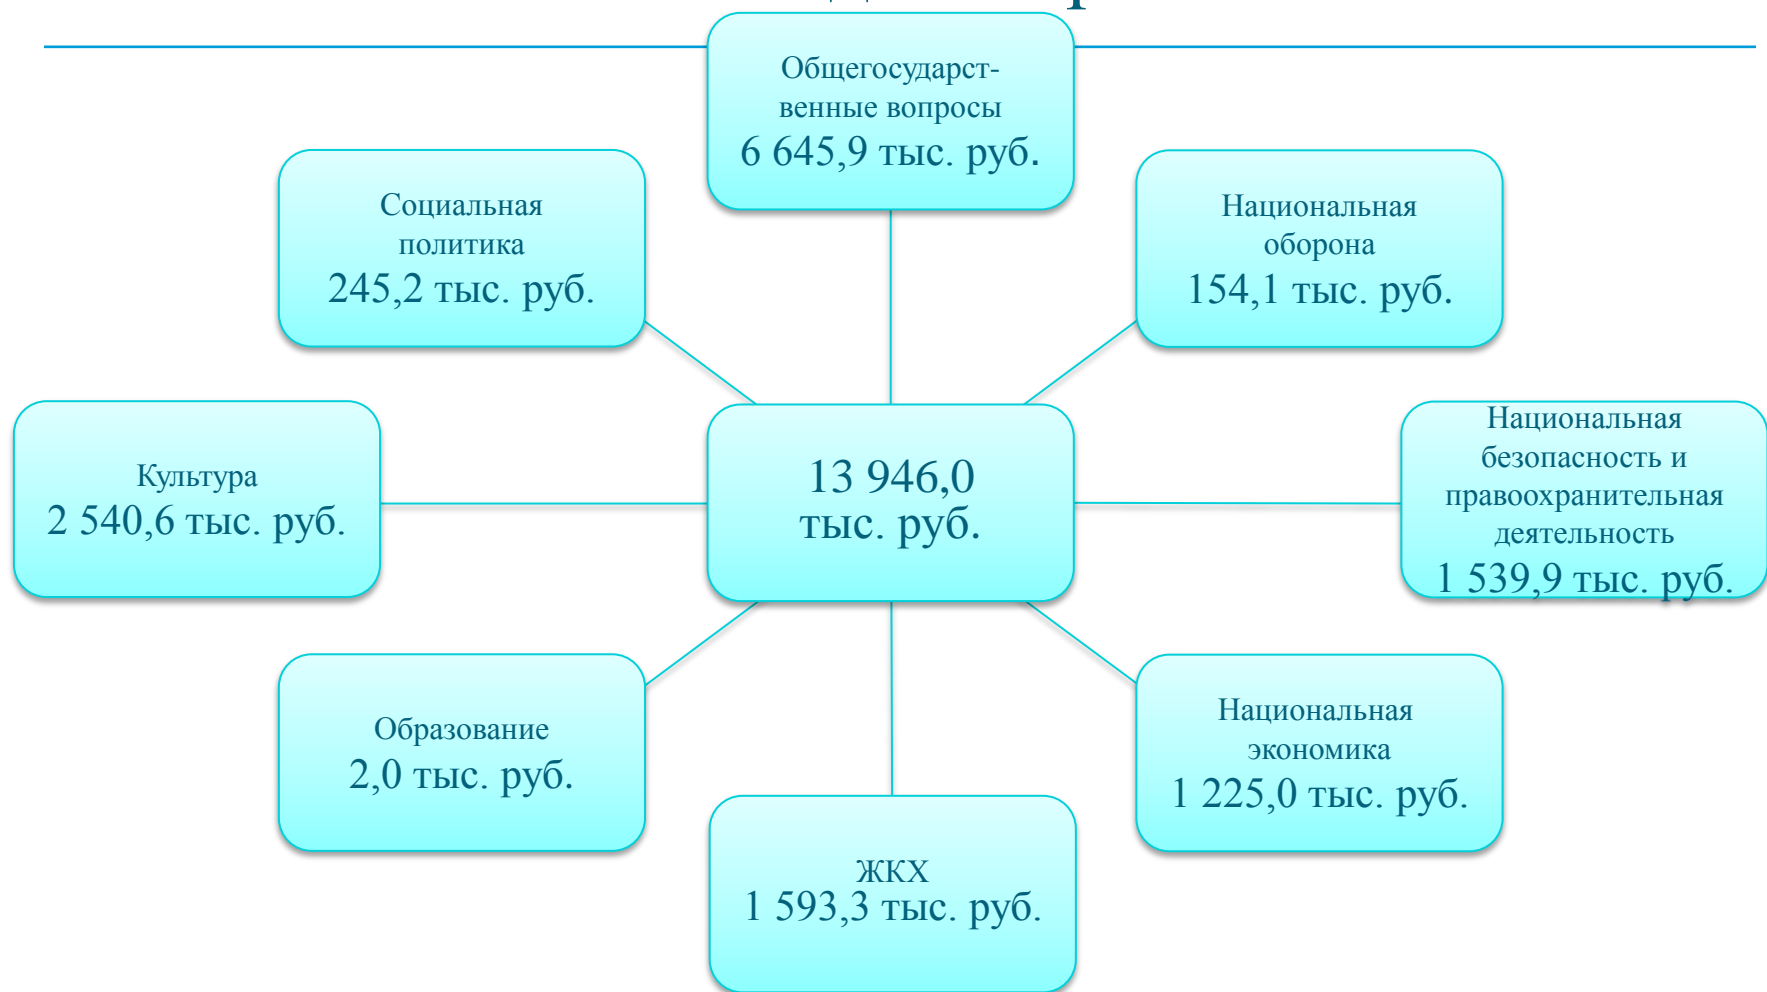 Общегосударст-
венные вопросы
6 645,9 тыс. руб.
Социальная
политика
245,2 тыс. руб.
Национальная
оборона
154,1 тыс. руб.
Культура
2 540,6 тыс. руб.
13 946,0
тыс. руб.
Национальная
безопасность и
правоохранительная
деятельность
1 539,9 тыс. руб.
Образование
2,0 тыс. руб.
Национальная
экономика
1 225,0 тыс. руб.
ЖКХ
1 593,3 тыс. руб.